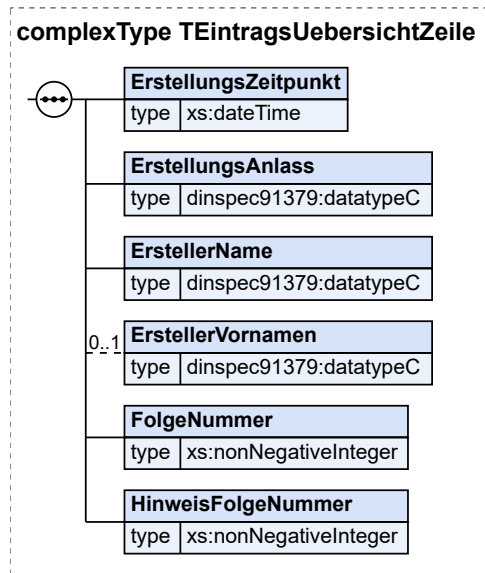 complexType TEintragsUebersichtZeile
ErstellungsZeitpunkt
type xs:dateTime
ErstellungsAnlass
type dinspec91379:datatypeC
ErstellerName
type dinspec91379:datatypeC
0..1 ErstellerVornamen
type dinspec91379:datatypeC
FolgeNummer
type xs:nonNegativeInteger
HinweisFolgeNummer
type xs:nonNegativeInteger